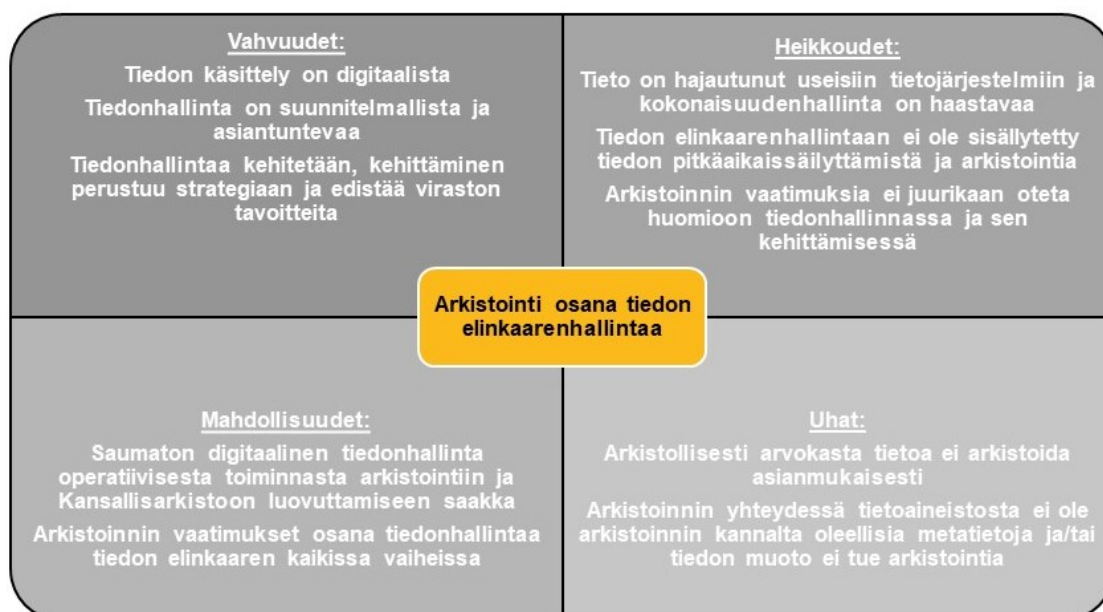 Vahvuudet:
Tiedon käsittely on digitaalista
Tiedonhallinta on suunnitelmallista ja
asiantuntevaa
Tiedonhallintaa kehitetään, kehittäminen
perustuu strategiaan ja edistää viraston
tavoitteita
Heikkoudet:
Tieto on hajautunut useisiin tietojärjestelmiin ja
kokonaisuudenhallinta on haastavaa
Tiedon elinkaarenhallintaan ei ole sisällytetty
tiedon pitkäaikaissäilyttämistä ja arkistointia
Arkistoinnin vaatimuksia ei juurikaan oteta
huomioon tiedonhallinnassa ja sen
kehittämisessä
Arkistointi osana tiedon
elinkaarenhallintaa
Mahdollisuudet:
Saumaton digitaalinen tiedonhallinta
operatiivisesta toiminnasta arkistointiin ja
Kansallisarkistoon luovuttamiseen saakka
Arkistoinnin vaatimukset osana tiedonhallintaa
tiedon elinkaaren kaikissa vaiheissa
Uhat:
Arkistollisesti arvokasta tietoa ei arkistoida
asianmukaisesti
Arkistoinnin yhteydessä tietoaineistosta ei ole
arkistoinnin kannalta oleellisia metatietoja ja/tai
tiedon muoto ei tue arkistointia